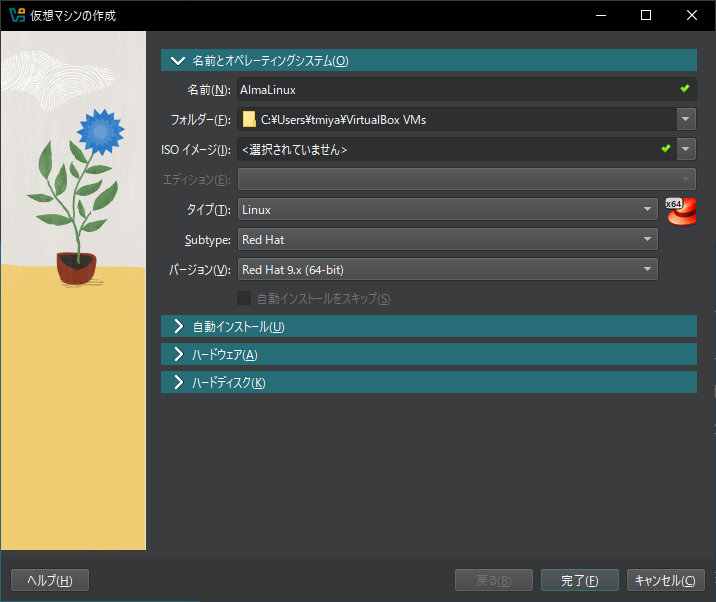 仮想マシンの作成
名前とオペレーティングシステム(O)
名前(N): AlmaLinux
フォルダー(F): C:¥Users¥tmiya¥VirtualBox VMs
ISO イメージ(I): <選択されていません>
エディション(E):
タイプ(T): Linux
x64
Subtype: Red Hat
バージョン(V): Red Hat 9.x (64-bit)
自動インストールをスキップ(S)
自動インストール(U)
ハードウェア(A)
ハードディスク(K)
ヘルプ(H) 戻る(B) 完了(F) キャンセル(C)